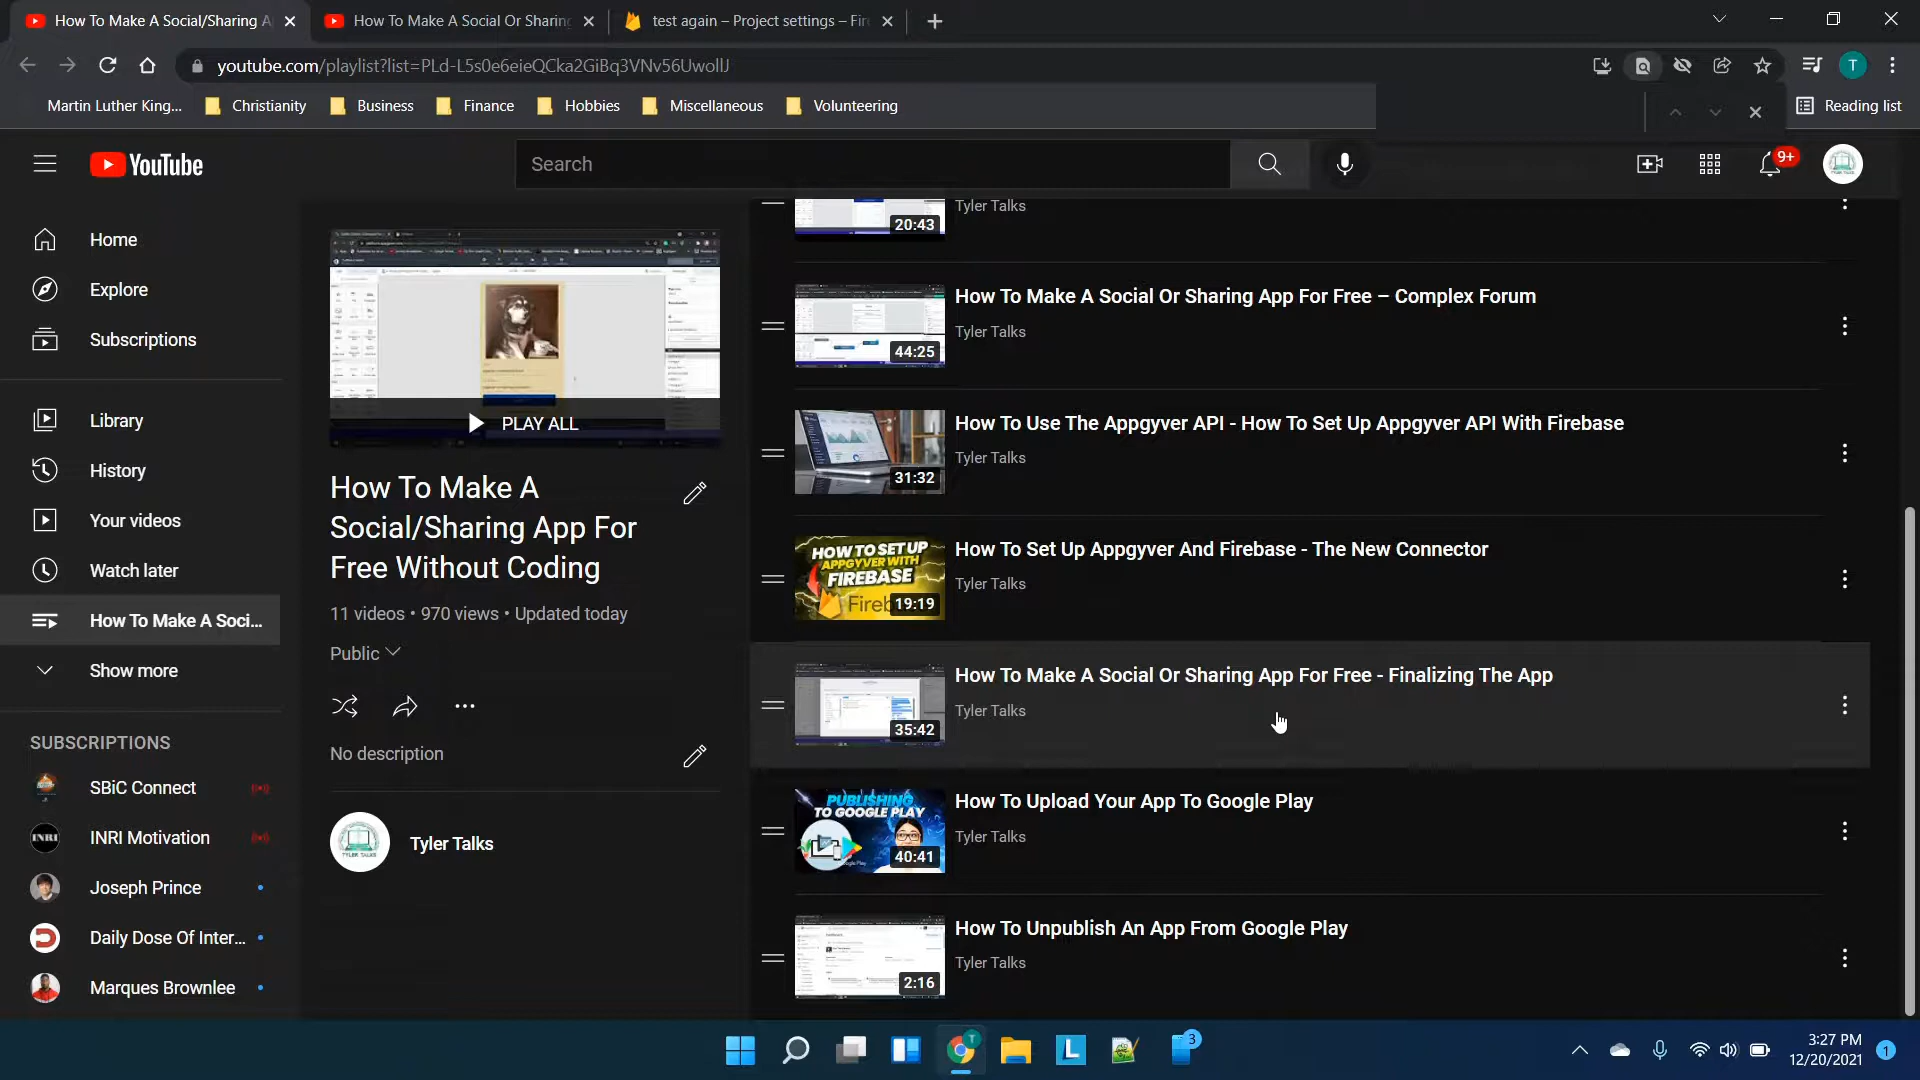 How To Make A Social/Sharing A
How To Make A Social Or Sharing
test again – Project settings – Fir
youtube.com/playlist?list=PLd-L5s0e6eieQCka2GiBq3VNv56UwollJ
T
Martin Luther King...
Christianity
Business
Finance
Hobbies
Miscellaneous
Volunteering
Reading list
YouTube
Search
9+
Home
Explore
Subscriptions
Library
History
Your videos
Watch later
How To Make A Soci...
Show more
SUBSCRIPTIONS
SBiC Connect
INRI
INRI Motivation
Joseph Prince
Daily Dose Of Inter...
Marques Brownlee
PLAY ALL
How To Make A
Social/Sharing App For
Free Without Coding
11 videos • 970 views • Updated today
Public
No description
TYLER TALKS
Tyler Talks
20:43
Tyler Talks
44:25
How To Make A Social Or Sharing App For Free – Complex Forum
Tyler Talks
31:32
How To Use The Appgyver API - How To Set Up Appgyver API With Firebase
Tyler Talks
HOW TO SET UP
APPGYVER WITH
FIREBASE
Fireb
19:19
How To Set Up Appgyver And Firebase - The New Connector
Tyler Talks
35:42
How To Make A Social Or Sharing App For Free - Finalizing The App
Tyler Talks
PUBLISHING
TO GOOGLE PLAY
40:41
How To Upload Your App To Google Play
Tyler Talks
2:16
How To Unpublish An App From Google Play
Tyler Talks
T
L
3
3:27 PM
12/20/2021
1